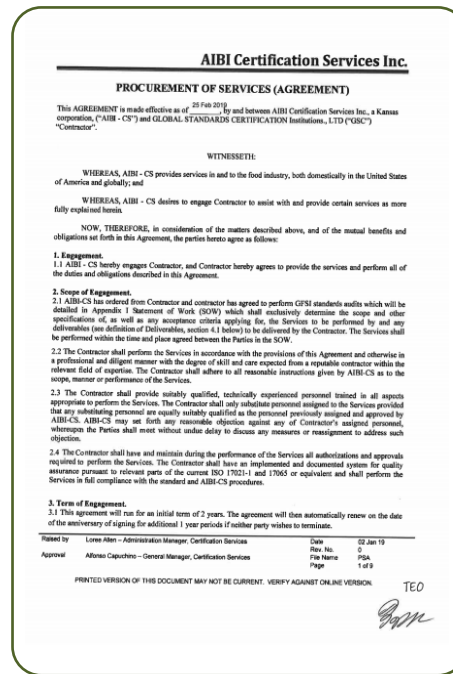 AIBI Certification Services Inc.
PROCUREMENT OF SERVICES (AGREEMENT)
25 Feb 2019
This AGREEMENT is made effective as of ________, by and between AIBI Certification Services Inc., a Kansas
corporation, ("AIBI - CS") and GLOBAL STANDARDS CERTIFICATION Institutions., LTD ("GSC")
"Contractor".
WITNESSETH:
WHEREAS, AIBI - CS provides services in and to the food industry, both domestically in the United States
of America and globally; and
WHEREAS, AIBI - CS desires to engage Contractor to assist with and provide certain services as more
fully explained herein.
NOW, THEREFORE, in consideration of the matters described above, and of the mutual benefits and
obligations set forth in this Agreement, the parties hereto agree as follows:
1. Engagement.
1.1 AIBI - CS hereby engages Contractor, and Contractor hereby agrees to provide the services and perform all of
the duties and obligations described in this Agreement.
2. Scope of Engagement.
2.1 AIBI-CS has ordered from Contractor and contractor has agreed to perform GFSI standards audits which will be
detailed in Appendix I Statement of Work (SOW) which shall exclusively determine the scope and other
specifications of, as well as any acceptance criteria applying for, the Services to be performed by and any
deliverables (see definition of Deliverables, section 4.1 below) to be delivered by the Contractor. The Services shall
be performed within the time and place agreed between the Parties in the SOW.
2.2 The Contractor shall perform the Services in accordance with the provisions of this Agreement and otherwise in
a professional and diligent manner with the degree of skill and care expected from a reputable contractor within the
relevant field of expertise. The Contractor shall adhere to all reasonable instructions given by AIBI-CS as to the
scope, manner or performance of the Services.
2.3 The Contractor shall provide suitably qualified, technically experienced personnel trained in all aspects
appropriate to perform the Services. The Contractor shall only substitute personnel assigned to the Services provided
that any substituting personnel are equally suitably qualified as the personnel previously assigned and approved by
AIBI-CS. AIBI-CS may set forth any reasonable objection against any of Contractor's assigned personnel,
whereupon the Parties shall meet without undue delay to discuss any measures or reassignment to address such
objection.
2.4 The Contractor shall have and maintain during the performance of the Services all authorizations and approvals
required to perform the Services. The Contractor shall have an implemented and documented system for quality
assurance pursuant to relevant parts of the current ISO 17021-1 and 17065 or equivalent and shall perform the
Services in full compliance with the standard and AIBI-CS procedures.
3. Term of Engagement.
3.1 This agreement will run for an initial term of 2 years. The agreement will then automatically renew on the date
of the anniversary of signing for additional 1 year periods if neither party wishes to terminate.
Raised by Loree Allen – Administration Manager, Certification Services Date 02 Jan 19
Rev. No. 0
Approval Alfonso Capuchino – General Manager, Certification Services File Name PSA
Page 1 of 9
PRINTED VERSION OF THIS DOCUMENT MAY NOT BE CURRENT. VERIFY AGAINST ONLINE VERSION.
TEO